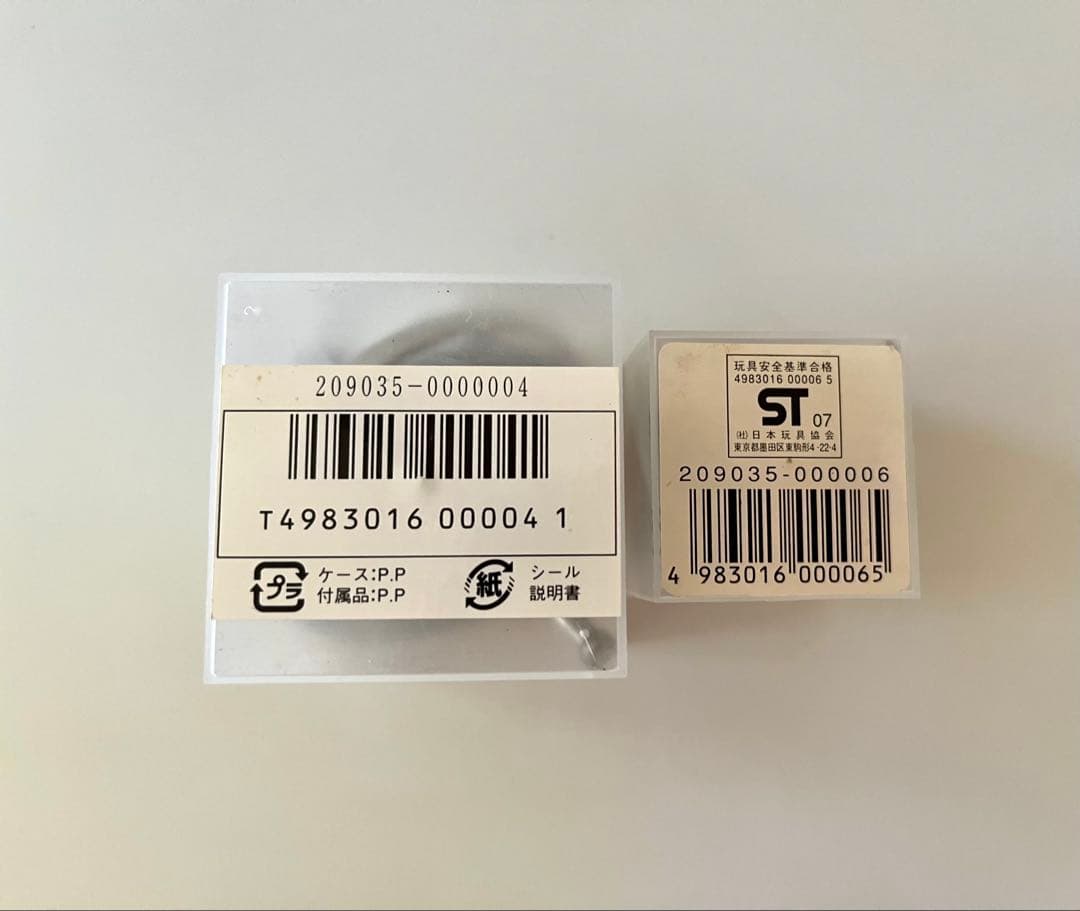 2
209035-0000004
T4983016 00004 1
プラ
ケース:P.P
付属品:P.P
紙
シール
説明書
玩具安全基準合格
4983016 00006 5
ST 07
(社)日本玩具協会
東京都墨田区東駒形4-22-4
209035-000006
4 983016 000065